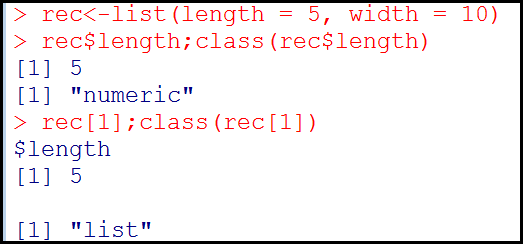 > rec<-list(length = 5, width = 10)
> rec$length;class(rec$length)
[1] 5
[1] "numeric"
> rec[1];class(rec[1])
$length
[1] 5
[1] "list"